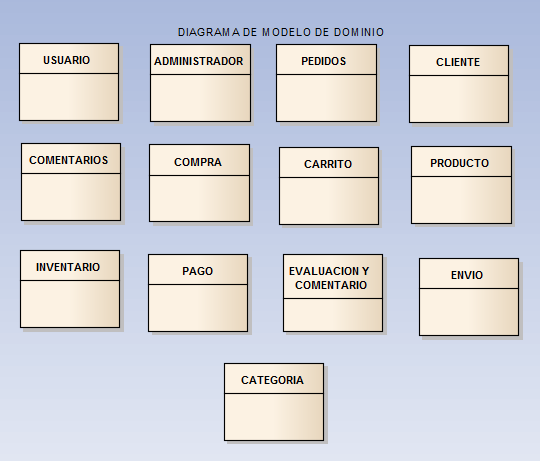 DIAGRAMA DE MODELO DE DOMINIO
USUARIO
ADMINISTRADOR
PEDIDOS
CLIENTE
COMENTARIOS
COMPRA
CARRITO
PRODUCTO
INVENTARIO
PAGO
EVALUACION Y
COMENTARIO
ENVIO
CATEGORIA